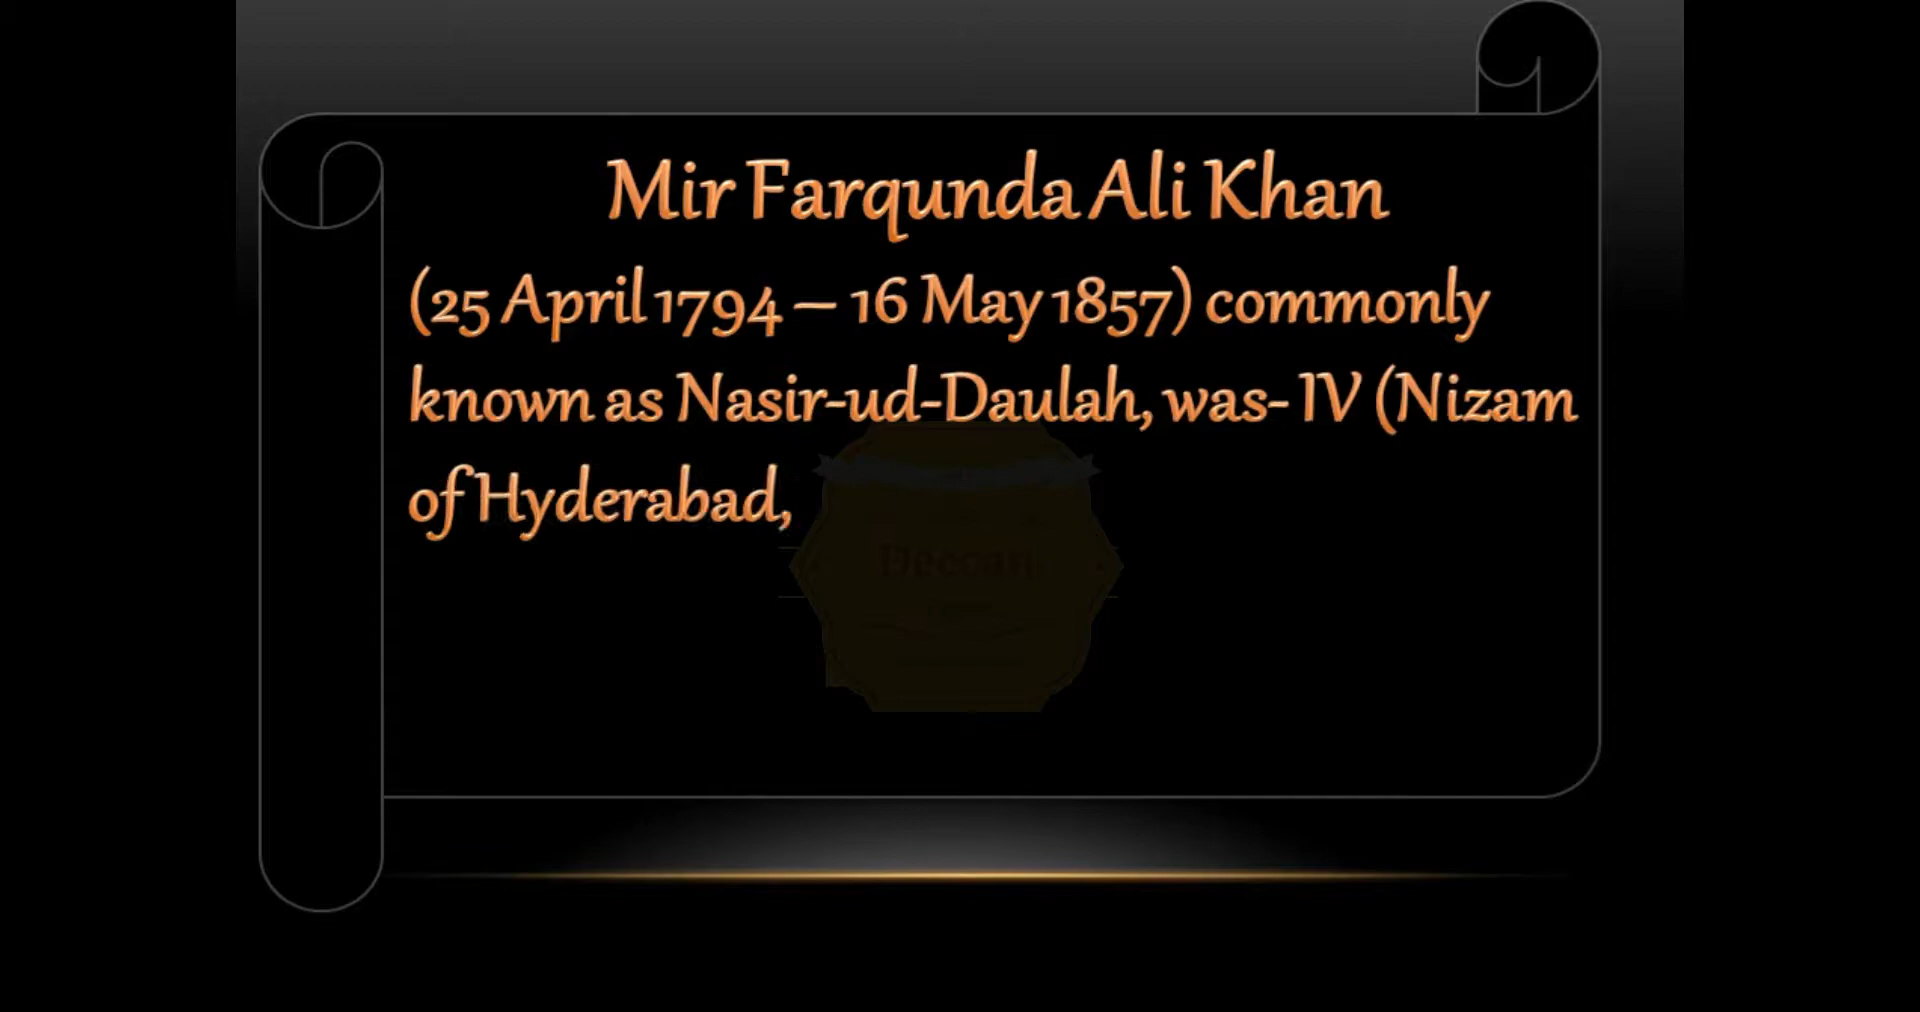 Mir Farqunda Ali Khan
(25 April 1794 – 16 May 1857) commonly
known as Nasir-ud-Daulah, was- IV (Nizam
of Hyderabad,
Deccan